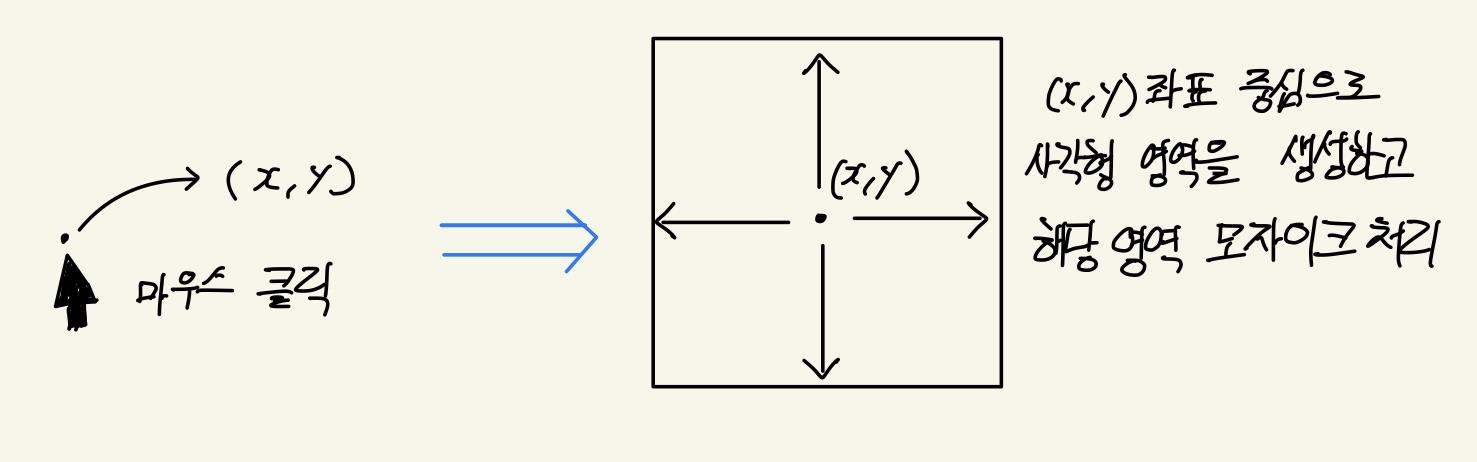 (x, y)
마우스 클릭
(x, y)
(x, y) 좌표 중심으로
사각형 영역을 생성하고
해당 영역 모자이크 처리